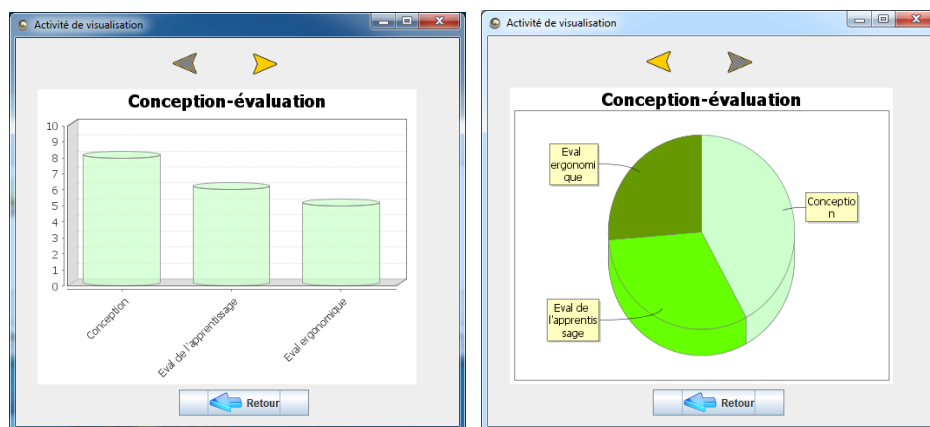 Activité de visualisation
Conception-évaluation
10
9
8
7
6
5
4
3
2
1
0
Conception
Eval de l'apprentissage
Eval ergonomique
Retour
Activité de visualisation
Conception-évaluation
Eval
ergonomi
que
Conceptio
n
Eval de
l'apprentis
sage
Retour